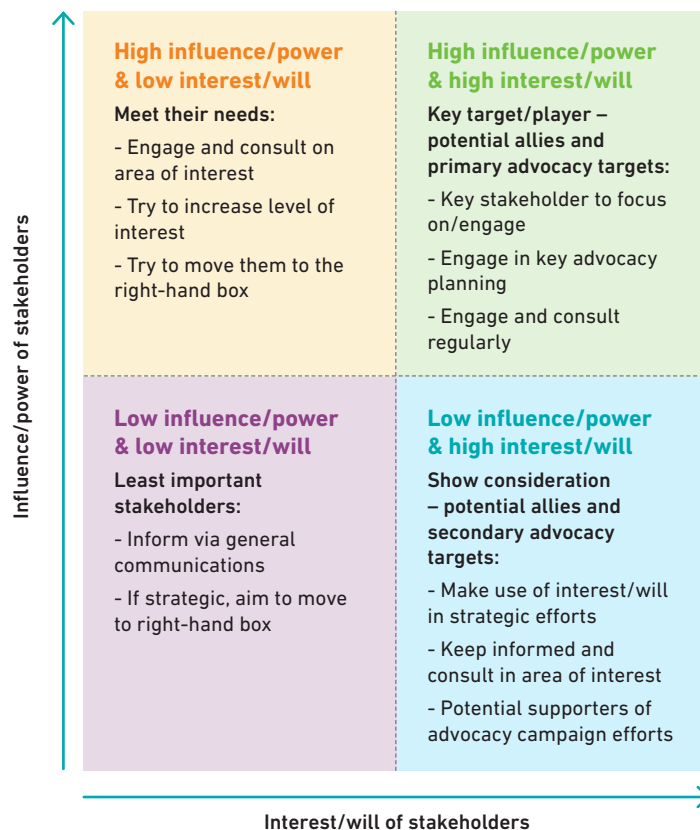 Influence/power of stakeholders
High influence/power
& low interest/will
Meet their needs:
- Engage and consult on
area of interest
- Try to increase level of
interest
- Try to move them to the
right-hand box
High influence/power
& high interest/will
Key target/player –
potential allies and
primary advocacy targets:
- Key stakeholder to focus
on/engage
- Engage in key advocacy
planning
- Engage and consult
regularly
Low influence/power
& low interest/will
Least important
stakeholders:
- Inform via general
communications
- If strategic, aim to move
to right-hand box
Low influence/power
& high interest/will
Show consideration
– potential allies and
secondary advocacy
targets:
- Make use of interest/will
in strategic efforts
- Keep informed and
consult in area of interest
- Potential supporters of
advocacy campaign efforts
Interest/will of stakeholders